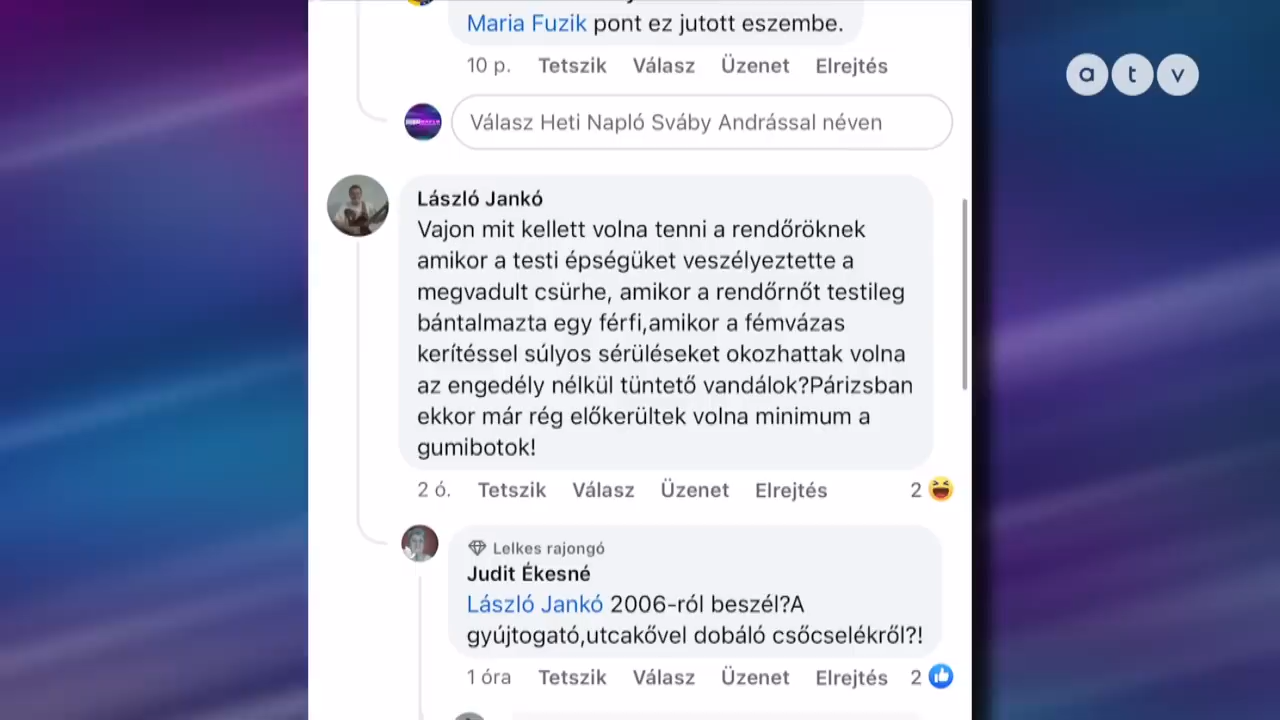 Maria Fuzik pont ez jutott eszembe.
10 p. Tetszik Válasz Üzenet Elrejtés
Válasz Heti Napló Sváby Andrással néven
László Jankó
Vajon mit kellett volna tenni a rendőröknek
amikor a testi épségüket veszélyeztette a
megvadult csürhe, amikor a rendőrnőt testileg
bántalmazta egy férfi,amikor a fémvázas
kerítéssel súlyos sérüléseket okozhattak volna
az engedély nélkül tüntető vandálok?Párizsban
ekkor már rég előkerültek volna minimum a
gumibotok!
2 ó. Tetszik Válasz Üzenet Elrejtés 2
Lelkes rajongó
Judit Ékesné
László Jankó 2006-ról beszél?A
gyújtogató,utcakővel dobáló csőcselékről?!
1 óra Tetszik Válasz Üzenet Elrejtés 2
atv